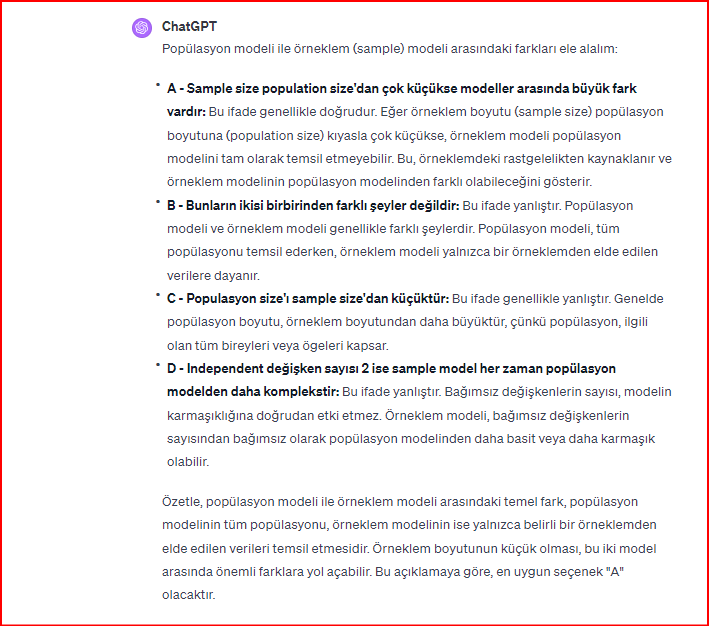 ChatGPT
Popülasyon modeli ile örneklem (sample) modeli arasındaki farkları ele alalım:
• A - Sample size population size'dan çok küçükse modeller arasında büyük fark
vardır: Bu ifade genellikle doğrudur. Eğer örneklem boyutu (sample size) popülasyon
boyutuna (population size) kıyasla çok küçükse, örneklem modeli popülasyon
modelini tam olarak temsil etmeyebilir. Bu, örneklemdeki rastgelelikten kaynaklanır ve
örneklem modelinin popülasyon modelinden farklı olabileceğini gösterir.
• B - Bunların ikisi birbirinden farklı şeyler değildir: Bu ifade yanlıştır. Popülasyon
modeli ve örneklem modeli genellikle farklı şeylerdir. Popülasyon modeli, tüm
popülasyonu temsil ederken, örneklem modeli yalnızca bir örneklemden elde edilen
verilere dayanır.
• C - Populasyon size'ı sample size'dan küçüktür: Bu ifade genellikle yanlıştır. Genelde
popülasyon boyutu, örneklem boyutundan daha büyüktür, çünkü popülasyon, ilgili
olan tüm bireyleri veya ögeleri kapsar.
• D - Independent değişken sayısı 2 ise sample model her zaman popülasyon
modelden daha komplekstir: Bu ifade yanlıştır. Bağımsız değişkenlerin sayısı, modelin
karmaşıklığına doğrudan etki etmez. Örneklem modeli, bağımsız değişkenlerin
sayısından bağımsız olarak popülasyon modelinden daha basit veya daha karmaşık
olabilir.
Özetle, popülasyon modeli ile örneklem modeli arasındaki temel fark, popülasyon
modelinin tüm popülasyonu, örneklem modelinin ise yalnızca belirli bir örneklemden
elde edilen verileri temsil etmesidir. Örneklem boyutunun küçük olması, bu iki model
arasında önemli farklara yol açabilir. Bu açıklamaya göre, en uygun seçenek "A"
olacaktır.